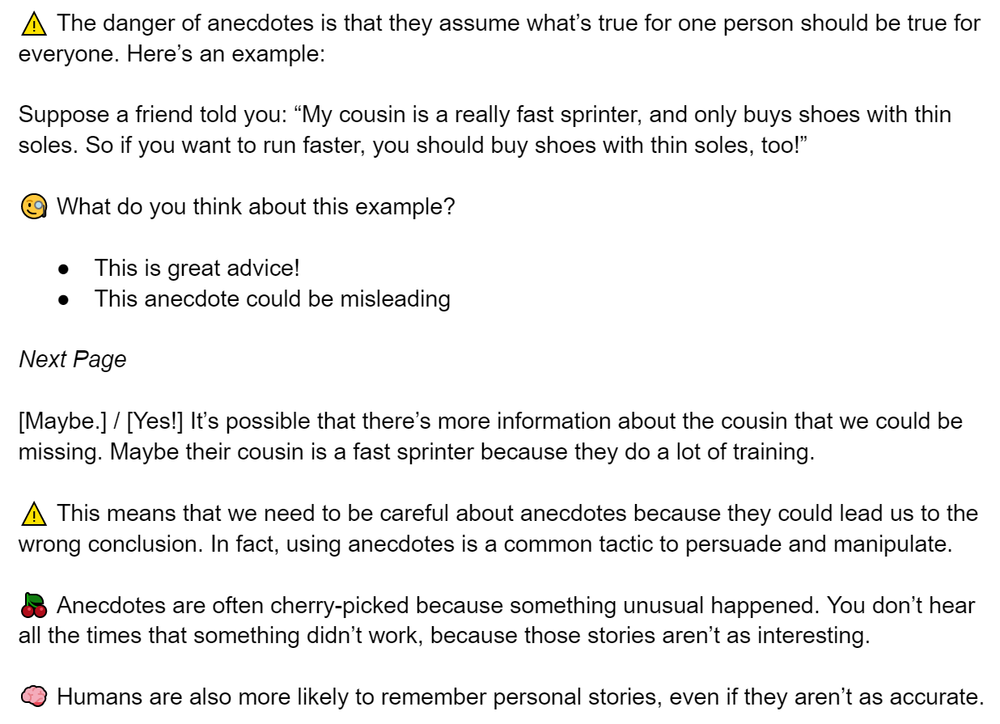 ⚠️ The danger of anecdotes is that they assume what’s true for one person should be true for
everyone. Here’s an example:
Suppose a friend told you: “My cousin is a really fast sprinter, and only buys shoes with thin
soles. So if you want to run faster, you should buy shoes with thin soles, too!”
🧐 What do you think about this example?
● This is great advice!
● This anecdote could be misleading
Next Page
[Maybe.] / [Yes!] It’s possible that there’s more information about the cousin that we could be
missing. Maybe their cousin is a fast sprinter because they do a lot of training.
⚠️ This means that we need to be careful about anecdotes because they could lead us to the
wrong conclusion. In fact, using anecdotes is a common tactic to persuade and manipulate.
🍒 Anecdotes are often cherry-picked because something unusual happened. You don’t hear
all the times that something didn’t work, because those stories aren’t as interesting.
🧠 Humans are also more likely to remember personal stories, even if they aren’t as accurate.